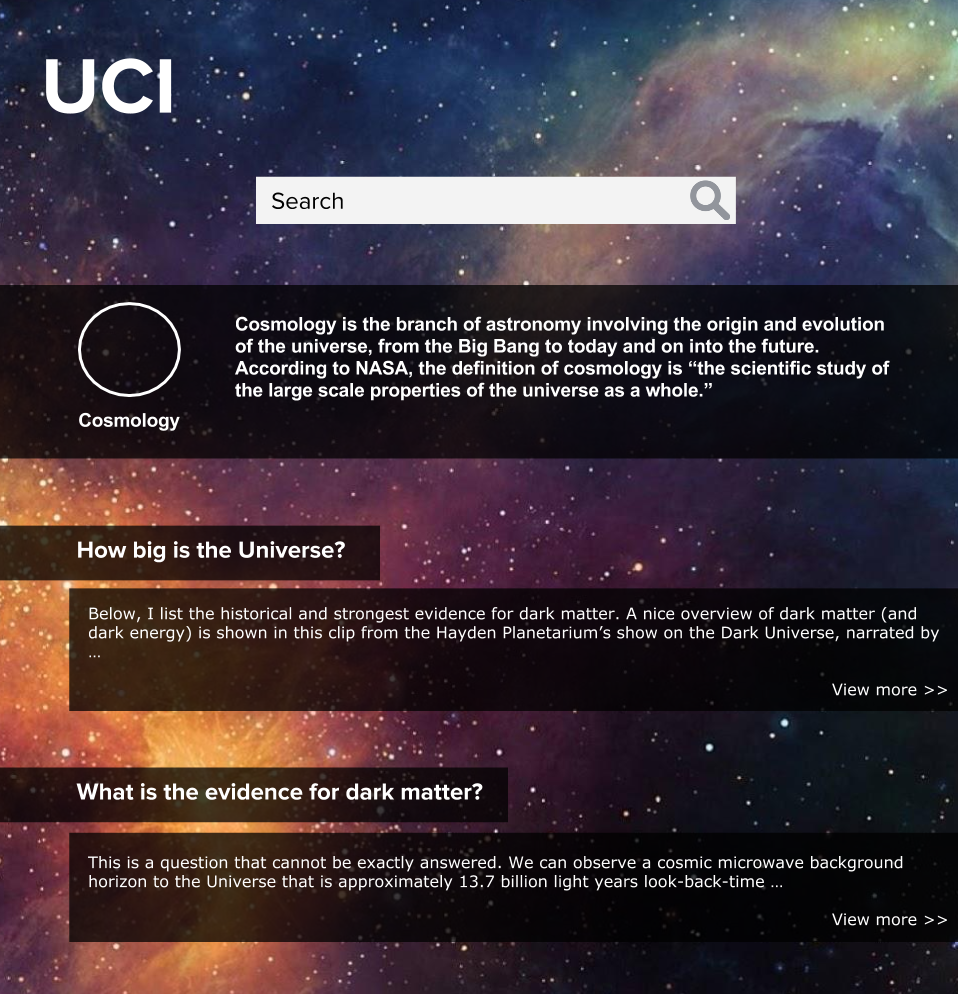 UCI
Search
Cosmology is the branch of astronomy involving the origin and evolution
of the universe, from the Big Bang to today and on into the future.
According to NASA, the definition of cosmology is “the scientific study of
the large scale properties of the universe as a whole.”
Cosmology
How big is the Universe?
Below, I list the historical and strongest evidence for dark matter. A nice overview of dark matter (and
dark energy) is shown in this clip from the Hayden Planetarium’s show on the Dark Universe, narrated by
…
View more >>
What is the evidence for dark matter?
This is a question that cannot be exactly answered. We can observe a cosmic microwave background
horizon to the Universe that is approximately 13.7 billion light years look-back-time …
View more >>